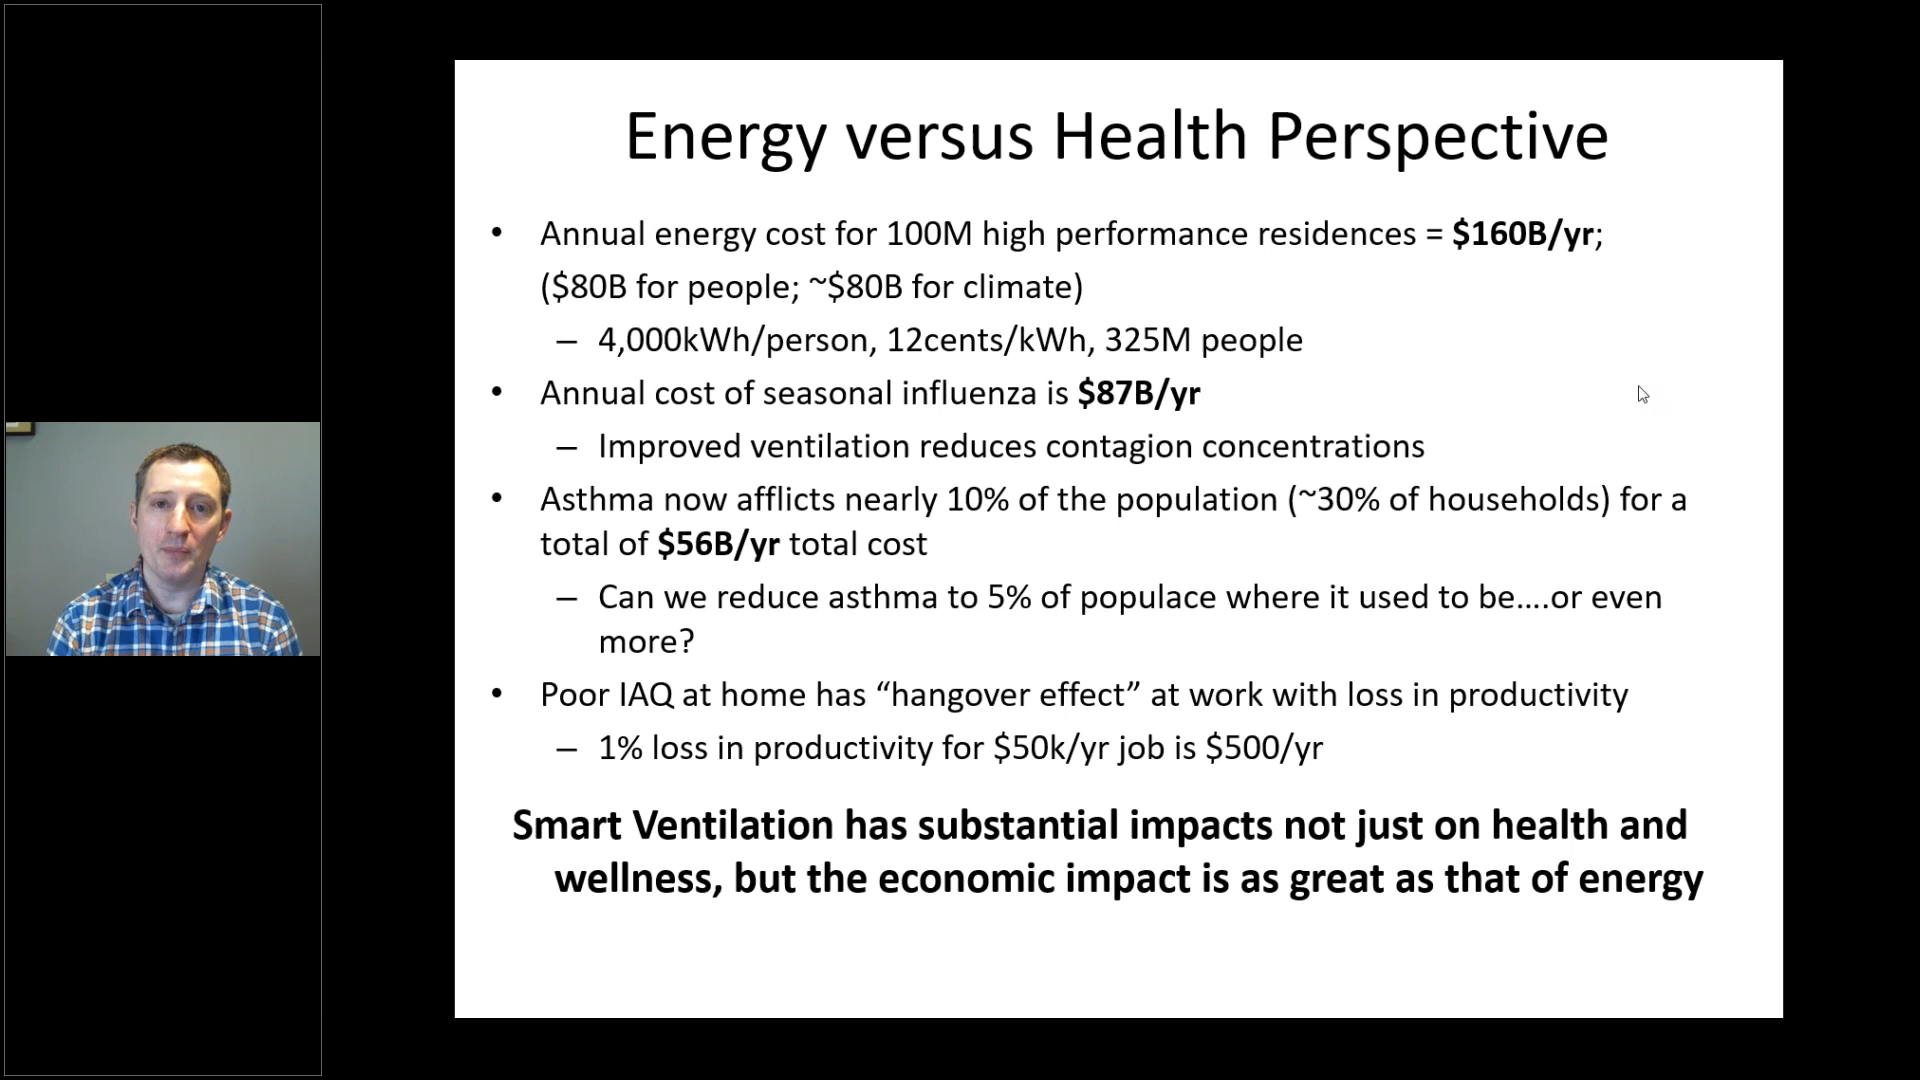 Energy versus Health Perspective
• Annual energy cost for 100M high performance residences = $160B/yr;
($80B for people; ~$80B for climate)
– 4,000kWh/person, 12cents/kWh, 325M people
• Annual cost of seasonal influenza is $87B/yr
– Improved ventilation reduces contagion concentrations
• Asthma now afflicts nearly 10% of the population (~30% of households) for a
total of $56B/yr total cost
– Can we reduce asthma to 5% of populace where it used to be….or even
more?
• Poor IAQ at home has “hangover effect” at work with loss in productivity
– 1% loss in productivity for $50k/yr job is $500/yr
Smart Ventilation has substantial impacts not just on health and
wellness, but the economic impact is as great as that of energy